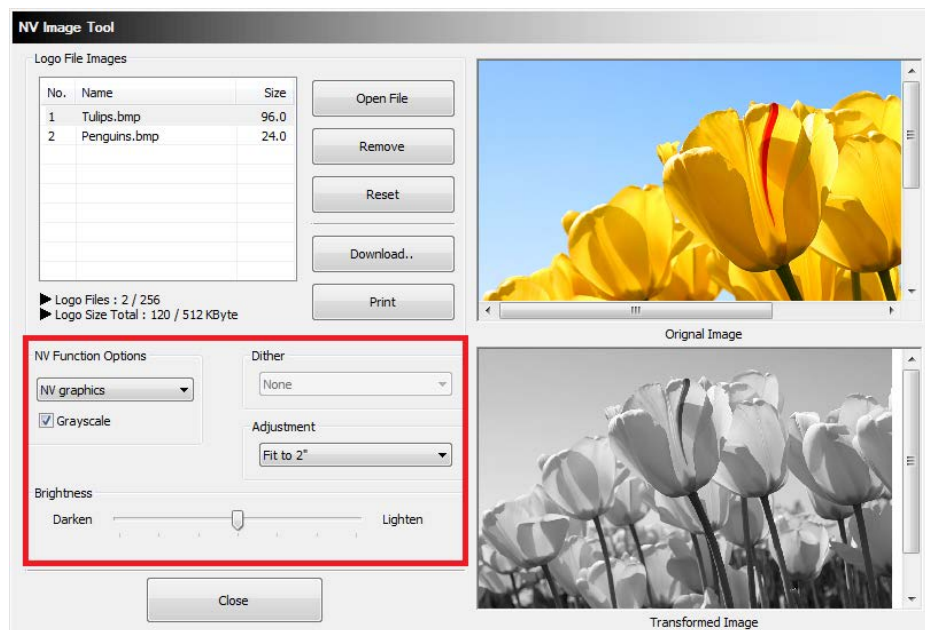 NV Image Tool
Logo File Images
No. Name Size
1 Tulips.bmp 96.0
2 Penguins.bmp 24.0
Open File
Remove
Reset
Download..
Print
▶ Logo Files : 2 / 256
▶ Logo Size Total : 120 / 512 KByte
Orignal Image
NV Function Options
NV graphics
Grayscale
Dither
None
Adjustment
Fit to 2"
Brightness
Darken Lighten
Close
Transformed Image